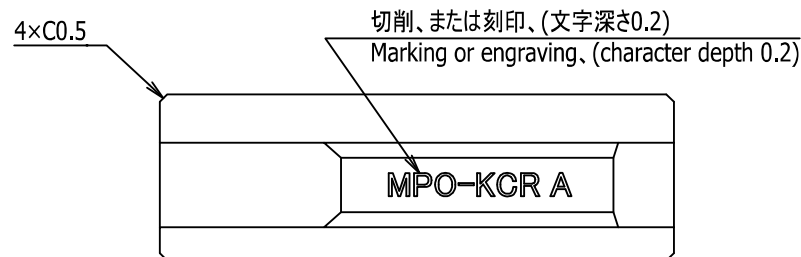 4×C0.5
切削、または刻印、(文字深さ0.2)
Marking or engraving、(character depth 0.2)
MPO-KCR A